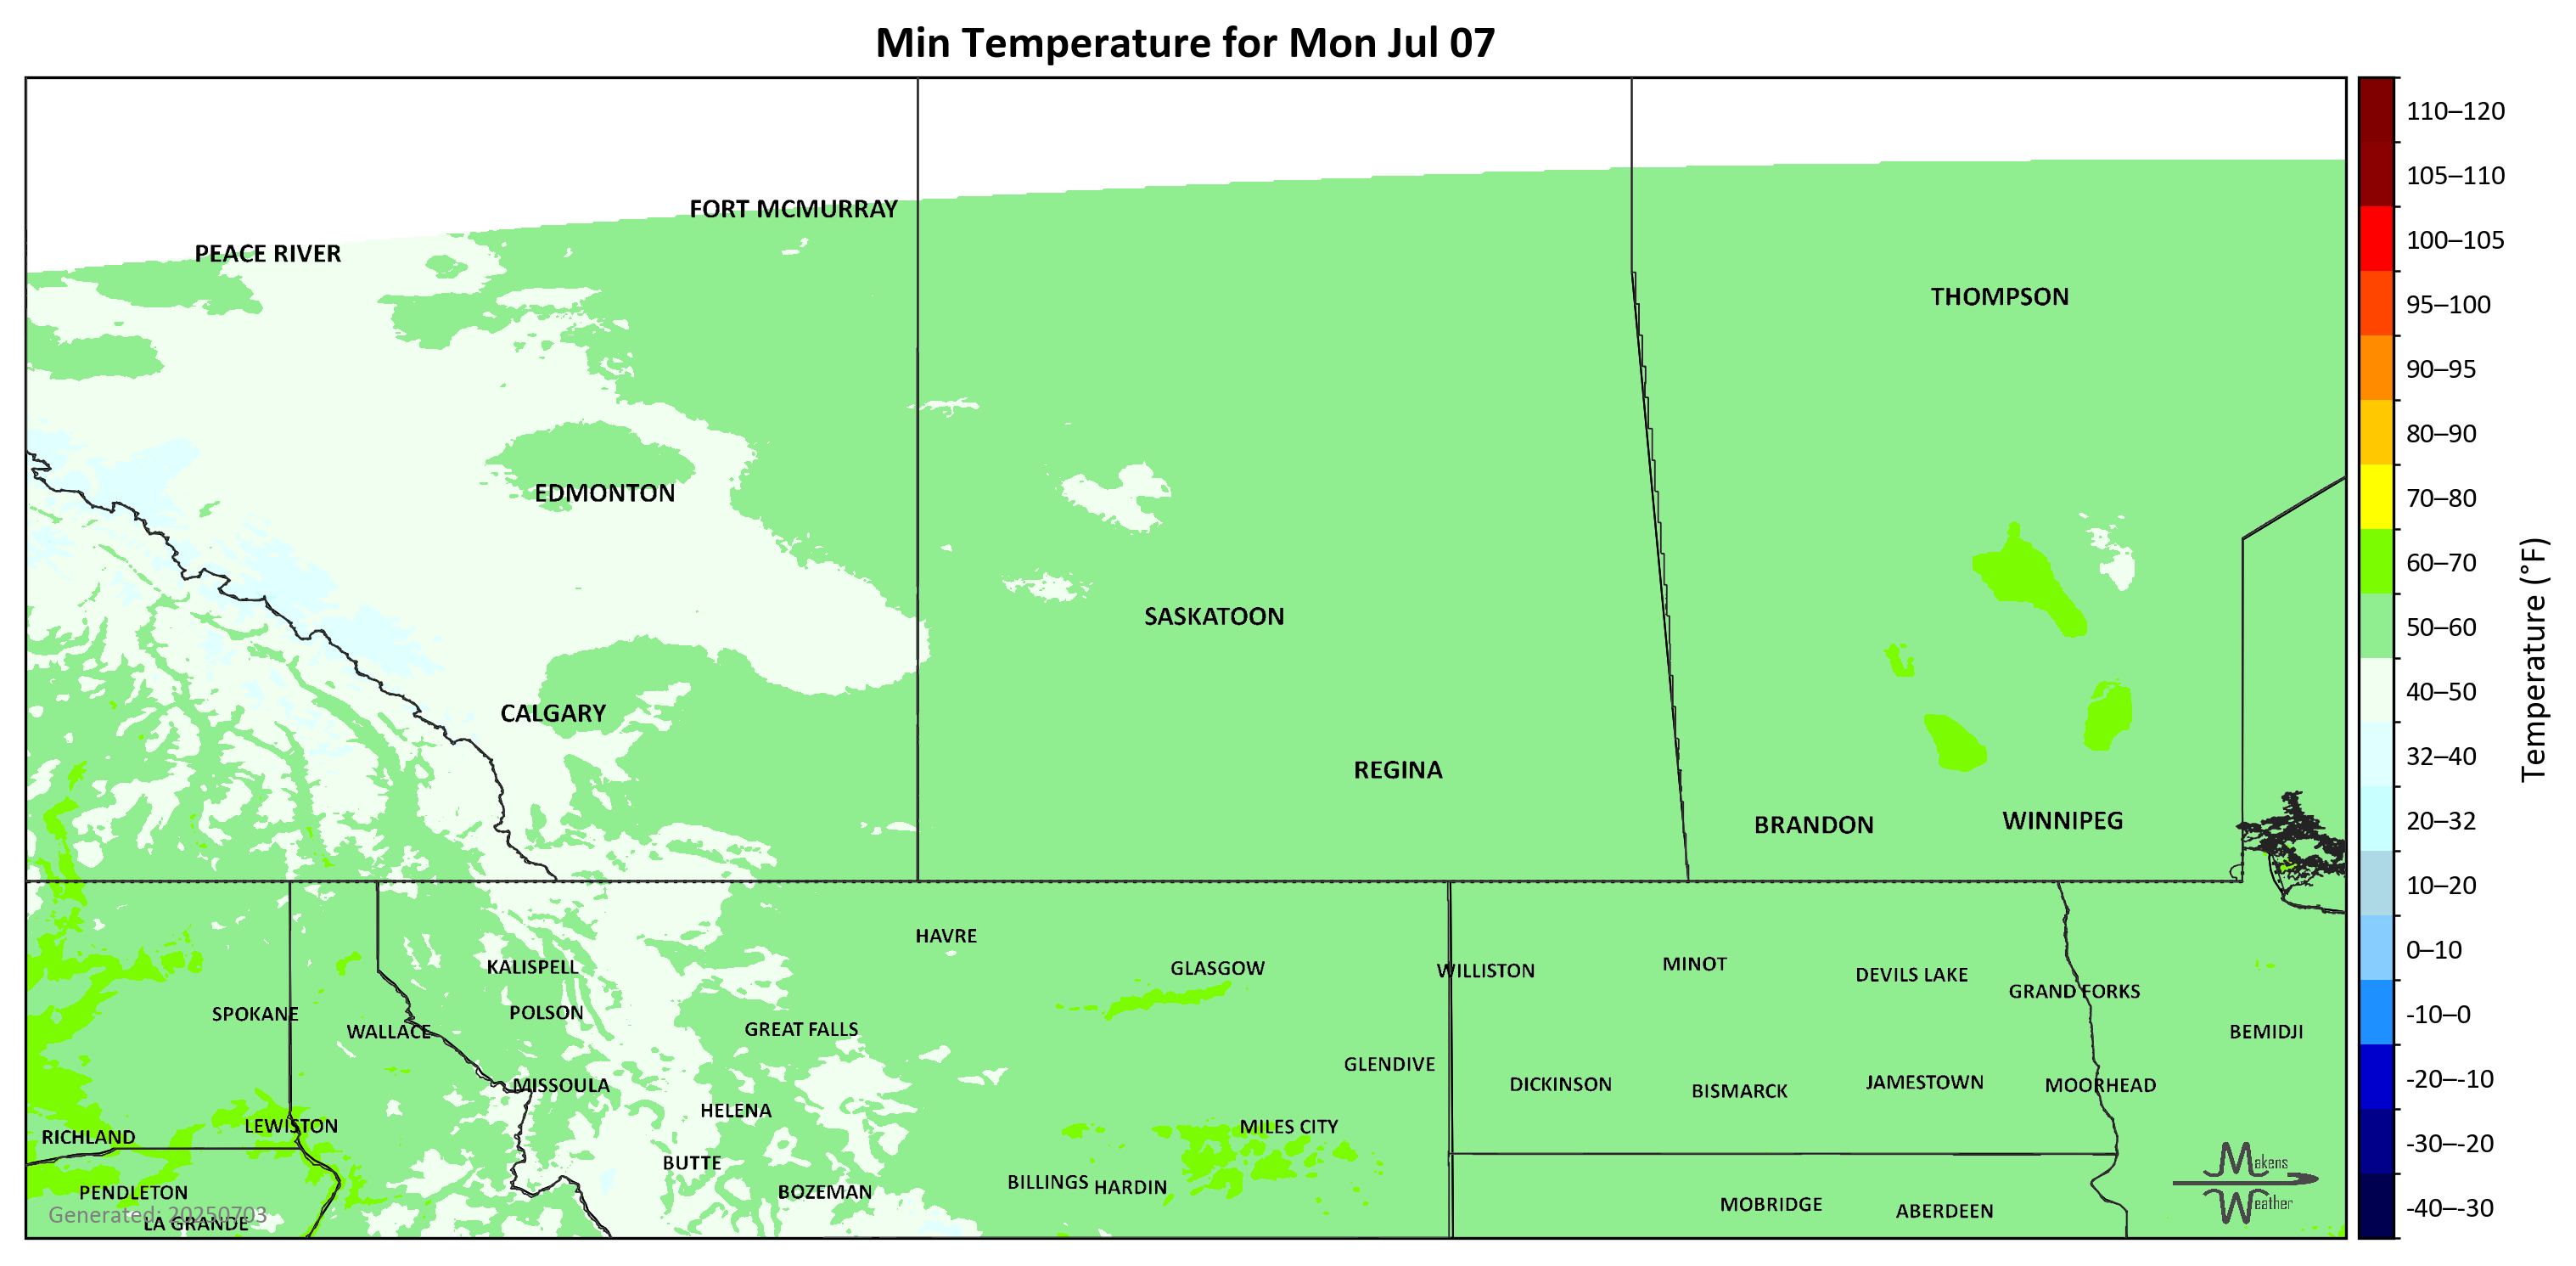 Min Temperature for Mon Jul 07
FORT MCMURRAY
PEACE RIVER
THOMPSON
EDMONTON
SASKATOON
CALGARY
REGINA
BRANDON
WINNIPEG
HAVRE
KALISPELL
GLASGOW
WILLISTON
MINOT
DEVILS LAKE
GRAND FORKS
SPOKANE
POLSON
WALLACE
GREAT FALLS
BEMIDJI
GLENDIVE
MISSOULA
DICKINSON
BISMARCK
JAMESTOWN
MOORHEAD
HELENA
LEWISTON
MILES CITY
RICHLAND
BUTTE
BILLINGS
HARDIN
PENDLETON
BOZEMAN
MOBRIDGE
ABERDEEN
Generated: 20250703
LA GRANDE
Makens
Weather
110–120
105–110
100–105
95–100
90–95
80–90
70–80
60–70
50–60
40–50
32–40
20–32
10–20
0–10
-10–0
-20–-10
-30–-20
-40–-30
Temperature (°F)